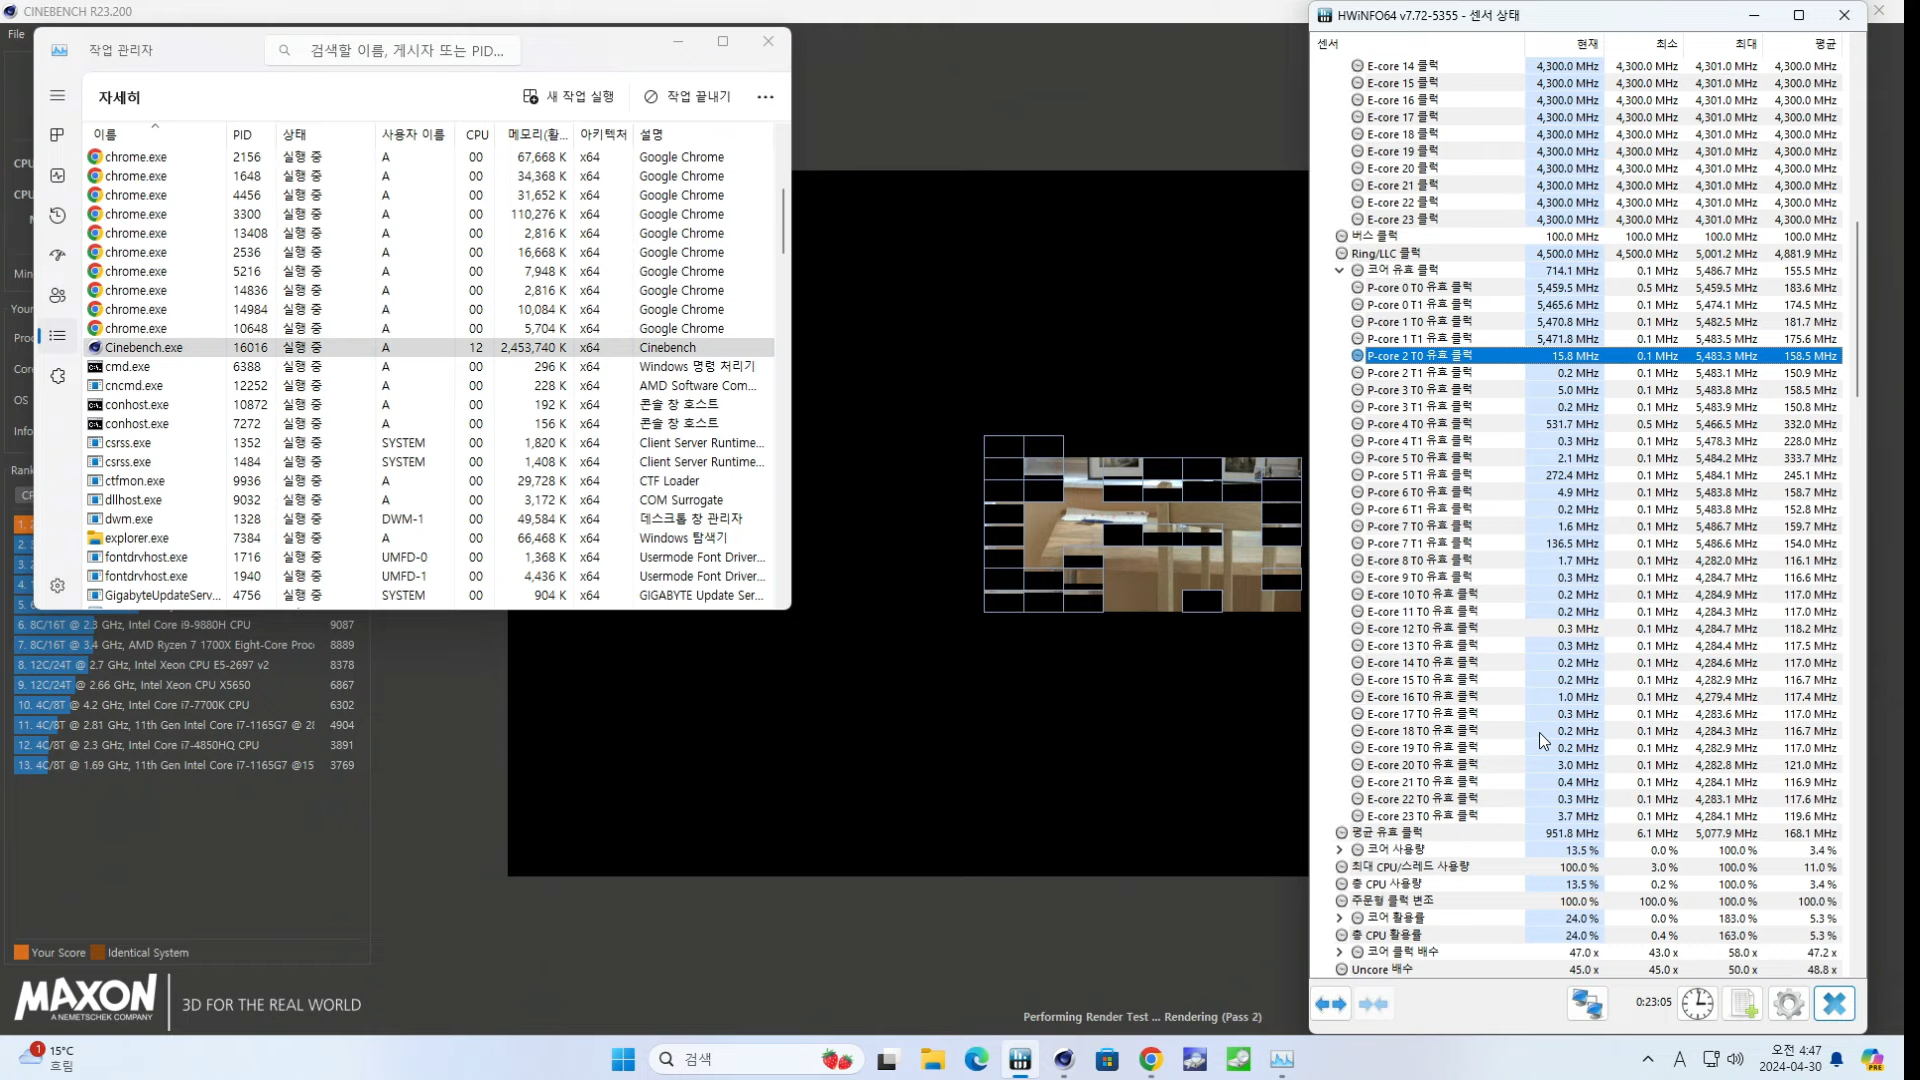 CINEBENCH R23.200
File
작업 관리자
검색할 이름, 게시자 또는 PID...
자세히
새 작업 실행
작업 끝내기
이름 PID 상태 사용자 이름 CPU 메모리(활... 아키텍처 설명
chrome.exe 2156 실행 중 A 00 67,668 K x64 Google Chrome
chrome.exe 1648 실행 중 A 00 34,368 K x64 Google Chrome
chrome.exe 4456 실행 중 A 00 31,652 K x64 Google Chrome
chrome.exe 3300 실행 중 A 00 110,276 K x64 Google Chrome
chrome.exe 13408 실행 중 A 00 2,816 K x64 Google Chrome
chrome.exe 2536 실행 중 A 00 16,668 K x64 Google Chrome
chrome.exe 5216 실행 중 A 00 7,948 K x64 Google Chrome
chrome.exe 14836 실행 중 A 00 2,816 K x64 Google Chrome
chrome.exe 14984 실행 중 A 00 10,084 K x64 Google Chrome
chrome.exe 10648 실행 중 A 00 5,704 K x64 Google Chrome
Cinebench.exe 16016 실행 중 A 12 2,453,740 K x64 Cinebench
cmd.exe 6388 실행 중 A 00 296 K x64 Windows 명령 처리기
cncmd.exe 12252 실행 중 A 00 228 K x64 AMD Software Com...
conhost.exe 10872 실행 중 A 00 192 K x64 콘솔 창 호스트
conhost.exe 7272 실행 중 A 00 156 K x64 콘솔 창 호스트
csrss.exe 1352 실행 중 SYSTEM 00 1,820 K x64 Client Server Runtime...
csrss.exe 1484 실행 중 SYSTEM 00 1,408 K x64 Client Server Runtime...
ctfmon.exe 9936 실행 중 A 00 29,728 K x64 CTF Loader
dllhost.exe 9032 실행 중 A 00 3,172 K x64 COM Surrogate
dwm.exe 1328 실행 중 DWM-1 00 49,584 K x64 데스크톱 창 관리자
explorer.exe 7384 실행 중 A 00 66,468 K x64 Windows 탐색기
fontdrvhost.exe 1716 실행 중 UMFD-0 00 1,368 K x64 Usermode Font Driver...
fontdrvhost.exe 1940 실행 중 UMFD-1 00 4,436 K x64 Usermode Font Driver...
GigabyteUpdateServ... 4756 실행 중 SYSTEM 00 904 K x64 GIGABYTE Update Ser...
CPU
CPU
Min
Your
Proc
Core
OS
Info
Rank
6. 8C/16T @ 2.3 GHz, Intel Core i9-9880H CPU 9087
7. 8C/16T @ 3.4 GHz, AMD Ryzen 7 1700X Eight-Core Proc 8889
8. 12C/24T @ 2.7 GHz, Intel Xeon CPU E5-2697 v2 8378
9. 12C/24T @ 2.66 GHz, Intel Xeon CPU X5650 6867
10. 4C/8T @ 4.2 GHz, Intel Core i7-7700K CPU 6302
11. 4C/8T @ 2.81 GHz, 11th Gen Intel Core i7-1165G7 @ 28 4904
12. 4C/8T @ 2.3 GHz, Intel Core i7-4850HQ CPU 3891
13. 4C/8T @ 1.69 GHz, 11th Gen Intel Core i7-1165G7 @15 3769
Your Score Identical System
MAXON
A NEMETSCHEK COMPANY
3D FOR THE REAL WORLD
Performing Render Test ... Rendering (Pass 2)
HWiNFO64 v7.72-5355 - 센서 상태
센서 현재 최소 최대 평균
E-core 14 클럭 4,300.0 MHz 4,300.0 MHz 4,301.0 MHz 4,300.0 MHz
E-core 15 클럭 4,300.0 MHz 4,300.0 MHz 4,301.0 MHz 4,300.0 MHz
E-core 16 클럭 4,300.0 MHz 4,300.0 MHz 4,301.0 MHz 4,300.0 MHz
E-core 17 클럭 4,300.0 MHz 4,300.0 MHz 4,301.0 MHz 4,300.0 MHz
E-core 18 클럭 4,300.0 MHz 4,300.0 MHz 4,301.0 MHz 4,300.0 MHz
E-core 19 클럭 4,300.0 MHz 4,300.0 MHz 4,301.0 MHz 4,300.0 MHz
E-core 20 클럭 4,300.0 MHz 4,300.0 MHz 4,301.0 MHz 4,300.0 MHz
E-core 21 클럭 4,300.0 MHz 4,300.0 MHz 4,301.0 MHz 4,300.0 MHz
E-core 22 클럭 4,300.0 MHz 4,300.0 MHz 4,301.0 MHz 4,300.0 MHz
E-core 23 클럭 4,300.0 MHz 4,300.0 MHz 4,301.0 MHz 4,300.0 MHz
버스 클럭 100.0 MHz 100.0 MHz 100.0 MHz 100.0 MHz
Ring/LLC 클럭 4,500.0 MHz 4,500.0 MHz 5,001.2 MHz 4,881.9 MHz
코어 유효 클럭 714.1 MHz 0.1 MHz 5,486.7 MHz 155.5 MHz
P-core 0 T0 유효 클럭 5,459.5 MHz 0.5 MHz 5,459.5 MHz 183.6 MHz
P-core 0 T1 유효 클럭 5,465.6 MHz 0.1 MHz 5,474.1 MHz 174.5 MHz
P-core 1 T0 유효 클럭 5,470.8 MHz 0.1 MHz 5,482.5 MHz 181.7 MHz
P-core 1 T1 유효 클럭 5,471.8 MHz 0.1 MHz 5,483.5 MHz 175.6 MHz
P-core 2 T0 유효 클럭 15.8 MHz 0.1 MHz 5,483.3 MHz 158.5 MHz
P-core 2 T1 유효 클럭 0.2 MHz 0.1 MHz 5,483.1 MHz 150.9 MHz
P-core 3 T0 유효 클럭 5.0 MHz 0.1 MHz 5,483.8 MHz 158.5 MHz
P-core 3 T1 유효 클럭 0.2 MHz 0.1 MHz 5,483.9 MHz 150.8 MHz
P-core 4 T0 유효 클럭 531.7 MHz 0.5 MHz 5,466.5 MHz 332.0 MHz
P-core 4 T1 유효 클럭 0.3 MHz 0.1 MHz 5,478.3 MHz 228.0 MHz
P-core 5 T0 유효 클럭 2.1 MHz 0.1 MHz 5,484.2 MHz 333.7 MHz
P-core 5 T1 유효 클럭 272.4 MHz 0.1 MHz 5,484.1 MHz 245.1 MHz
P-core 6 T0 유효 클럭 4.9 MHz 0.1 MHz 5,483.8 MHz 158.7 MHz
P-core 6 T1 유효 클럭 0.2 MHz 0.1 MHz 5,483.8 MHz 152.8 MHz
P-core 7 T0 유효 클럭 1.6 MHz 0.1 MHz 5,486.7 MHz 159.7 MHz
P-core 7 T1 유효 클럭 136.5 MHz 0.1 MHz 5,486.6 MHz 154.0 MHz
E-core 8 T0 유효 클럭 1.7 MHz 0.1 MHz 4,282.0 MHz 116.1 MHz
E-core 9 T0 유효 클럭 0.3 MHz 0.1 MHz 4,284.7 MHz 116.6 MHz
E-core 10 T0 유효 클럭 0.2 MHz 0.1 MHz 4,284.9 MHz 117.0 MHz
E-core 11 T0 유효 클럭 0.2 MHz 0.1 MHz 4,284.3 MHz 117.0 MHz
E-core 12 T0 유효 클럭 0.3 MHz 0.1 MHz 4,284.7 MHz 118.2 MHz
E-core 13 T0 유효 클럭 0.3 MHz 0.1 MHz 4,284.4 MHz 117.5 MHz
E-core 14 T0 유효 클럭 0.2 MHz 0.1 MHz 4,284.6 MHz 117.0 MHz
E-core 15 T0 유효 클럭 0.2 MHz 0.1 MHz 4,282.9 MHz 116.7 MHz
E-core 16 T0 유효 클럭 1.0 MHz 0.1 MHz 4,279.4 MHz 117.4 MHz
E-core 17 T0 유효 클럭 0.3 MHz 0.1 MHz 4,283.6 MHz 117.0 MHz
E-core 18 T0 유효 클럭 0.2 MHz 0.1 MHz 4,284.3 MHz 116.7 MHz
E-core 19 T0 유효 클럭 0.2 MHz 0.1 MHz 4,282.9 MHz 117.0 MHz
E-core 20 T0 유효 클럭 3.0 MHz 0.1 MHz 4,282.8 MHz 121.0 MHz
E-core 21 T0 유효 클럭 0.4 MHz 0.1 MHz 4,284.1 MHz 116.9 MHz
E-core 22 T0 유효 클럭 0.3 MHz 0.1 MHz 4,283.1 MHz 117.6 MHz
E-core 23 T0 유효 클럭 3.7 MHz 0.1 MHz 4,284.1 MHz 119.6 MHz
평균 유효 클럭 951.8 MHz 6.1 MHz 5,077.9 MHz 168.1 MHz
코어 사용량 13.5 % 0.0 % 100.0 % 3.4 %
최대 CPU/스레드 사용량 100.0 % 3.0 % 100.0 % 11.0 %
총 CPU 사용량 13.5 % 0.2 % 100.0 % 3.4 %
주문형 클럭 변조 100.0 % 100.0 % 100.0 % 100.0 %
코어 활용률 24.0 % 0.0 % 183.0 % 5.3 %
총 CPU 활용률 24.0 % 0.4 % 163.0 % 5.3 %
코어 클럭 배수 47.0 x 43.0 x 58.0 x 47.2 x
Uncore 배수 45.0 x 45.0 x 50.0 x 48.8 x
0:23:05
1
15°C
흐림
검색
A
오전 4:47
2024-04-30
PRE